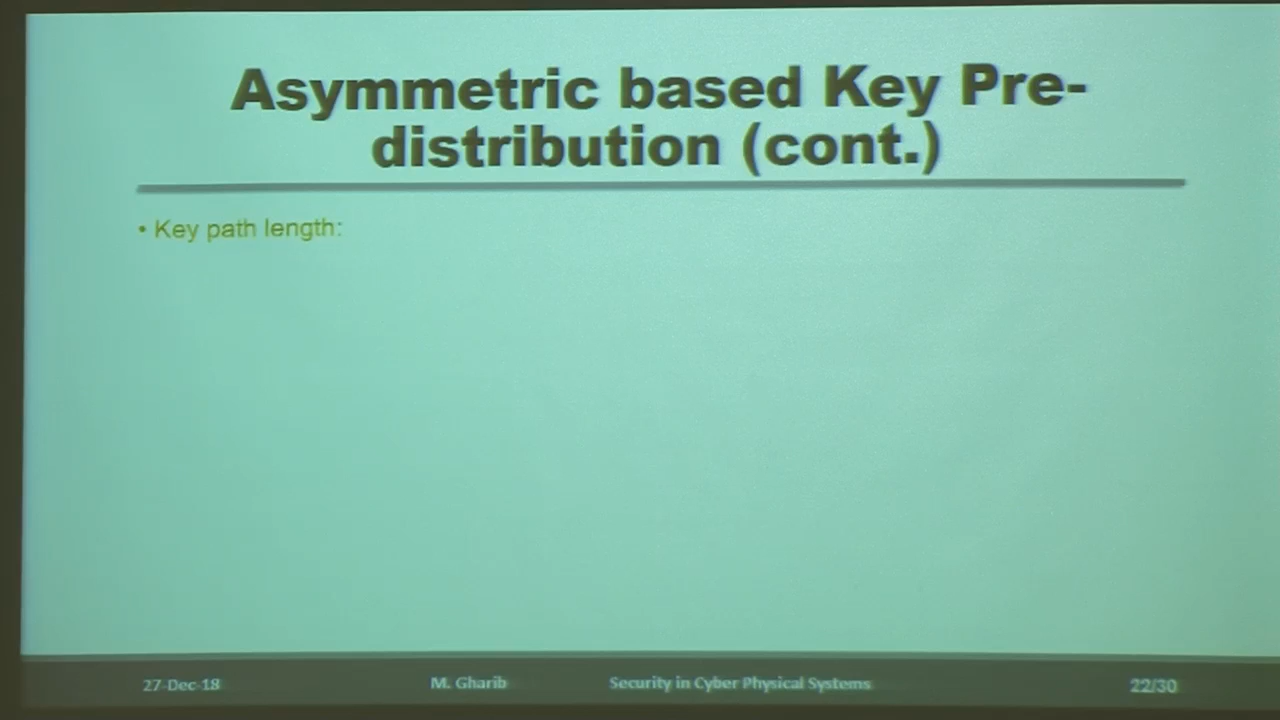 Asymmetric based Key Pre-
distribution (cont.)
• Key path length:
27-Dec-18 M. Gharib Security in Cyber Physical Systems 22/30